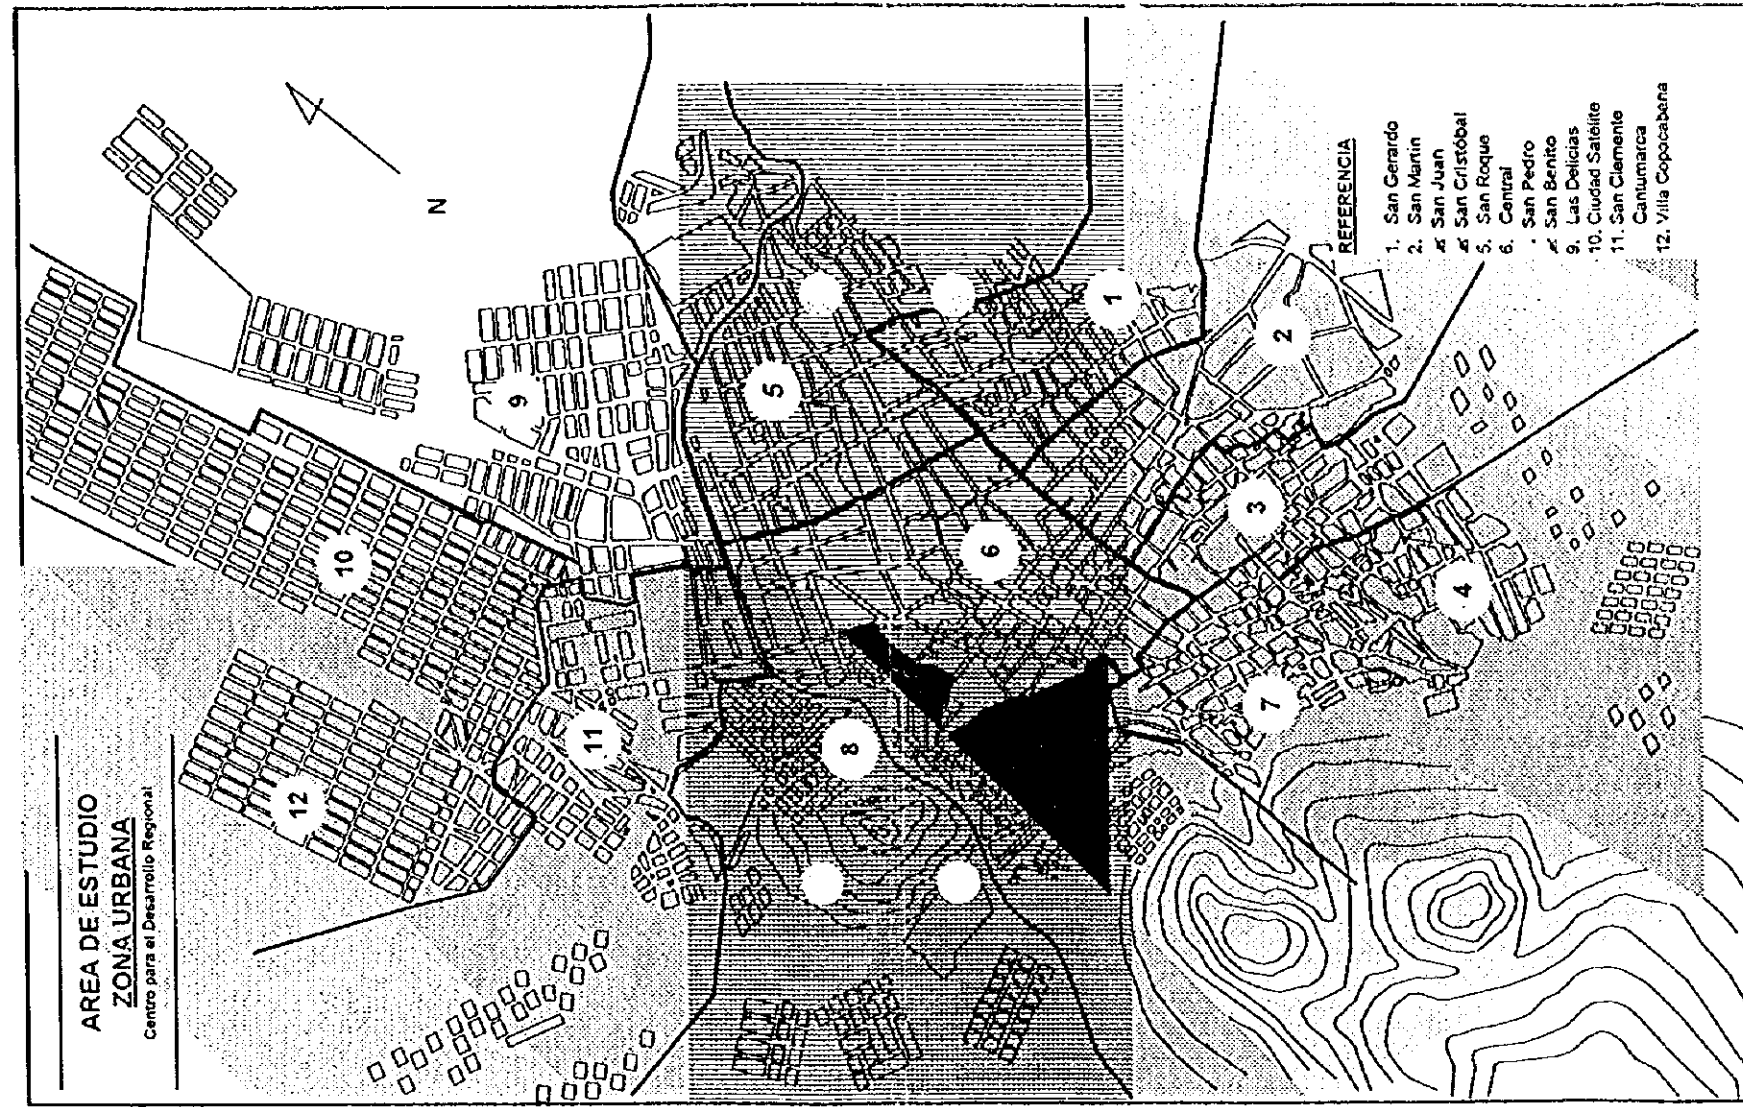 AREA DE ESTUDIO
ZONA URBANA
Centro para el Desarrollo Regional
N
REFERENCIA
1. San Gerardo
2. San Martin
San Juan
San Cristóbal
5. San Roque
6. Central
. San Pedro
San Benito
9. Las Delicias
10. Ciudad Satélite
11. San Clemente
Cantumarca
12. Villa Copacabana
1
2
3
4
5
6
7
8
9
10
11
12